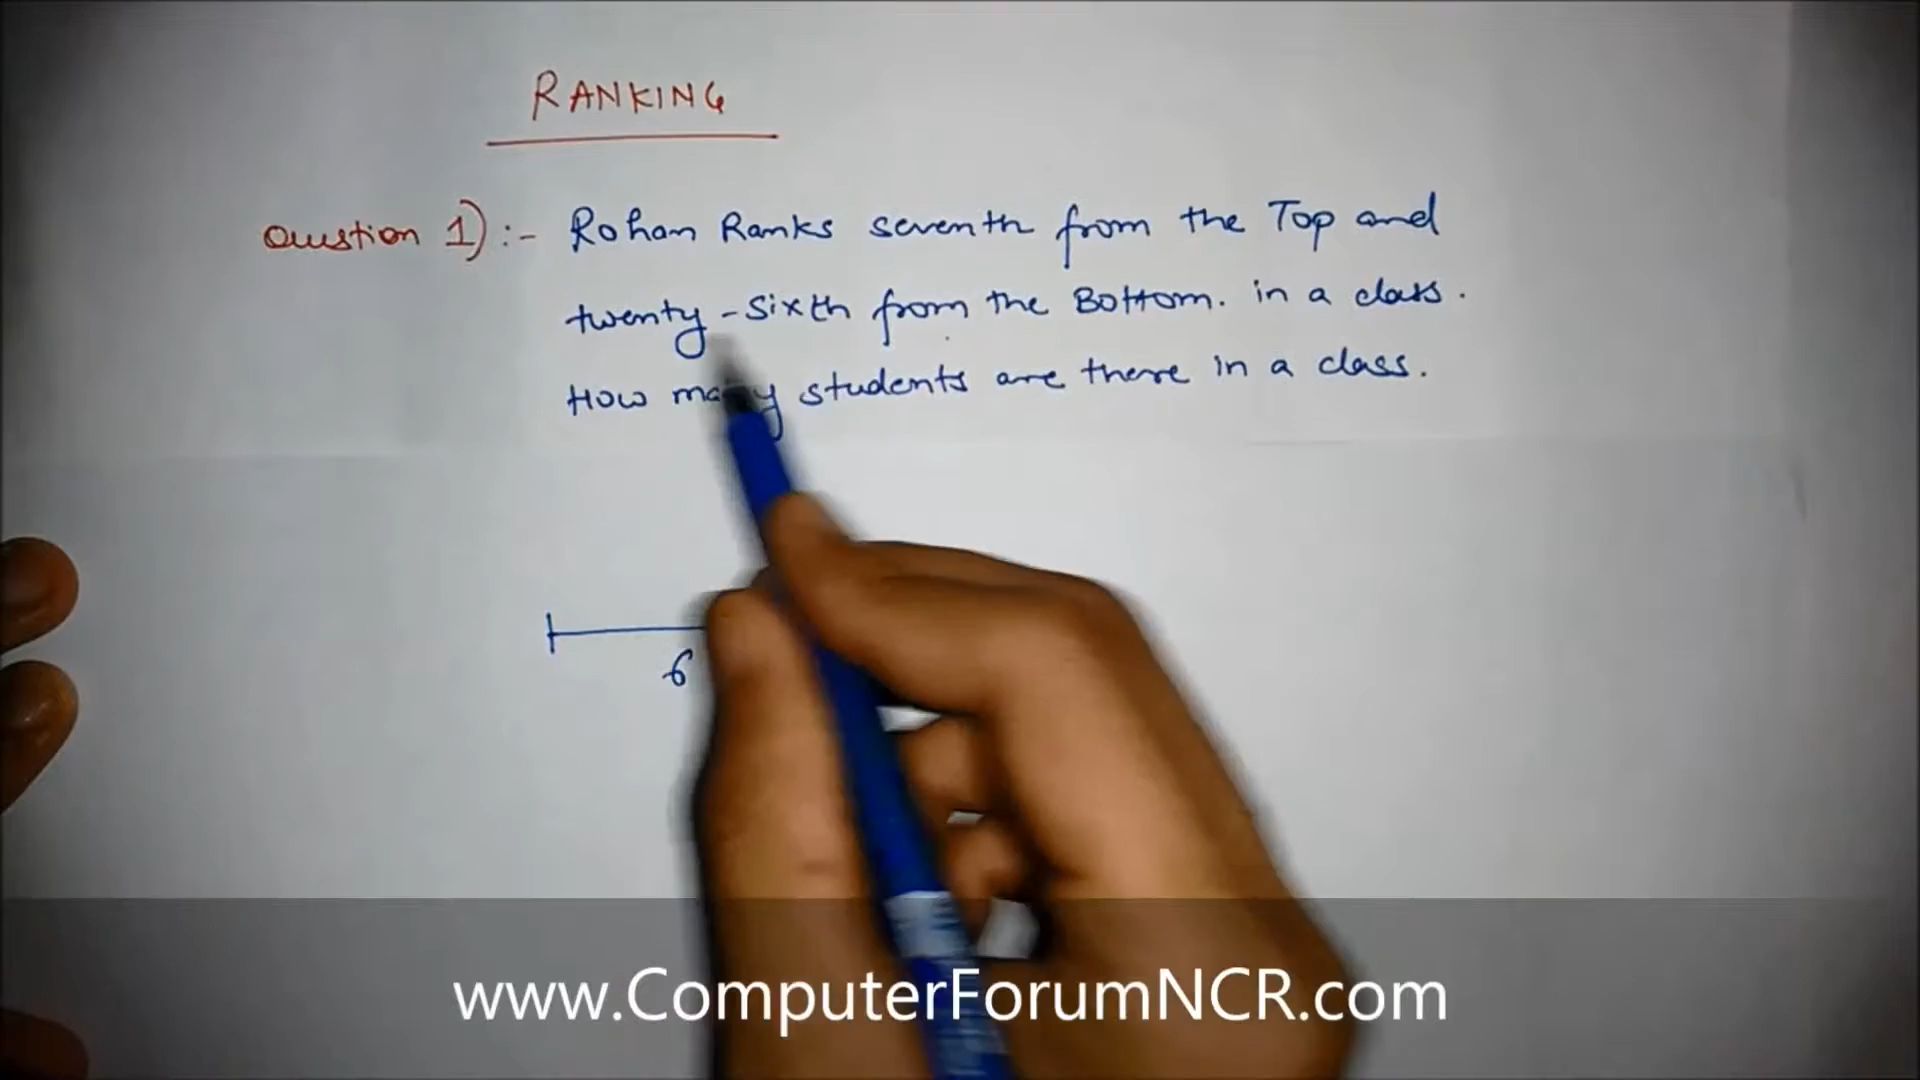 RANKING
Question 1) :- Rohan Ranks seventh from the Top and
twenty - Sixth from the Bottom. in a class.
How many students are there in a class.
6
www.ComputerForumNCR.com